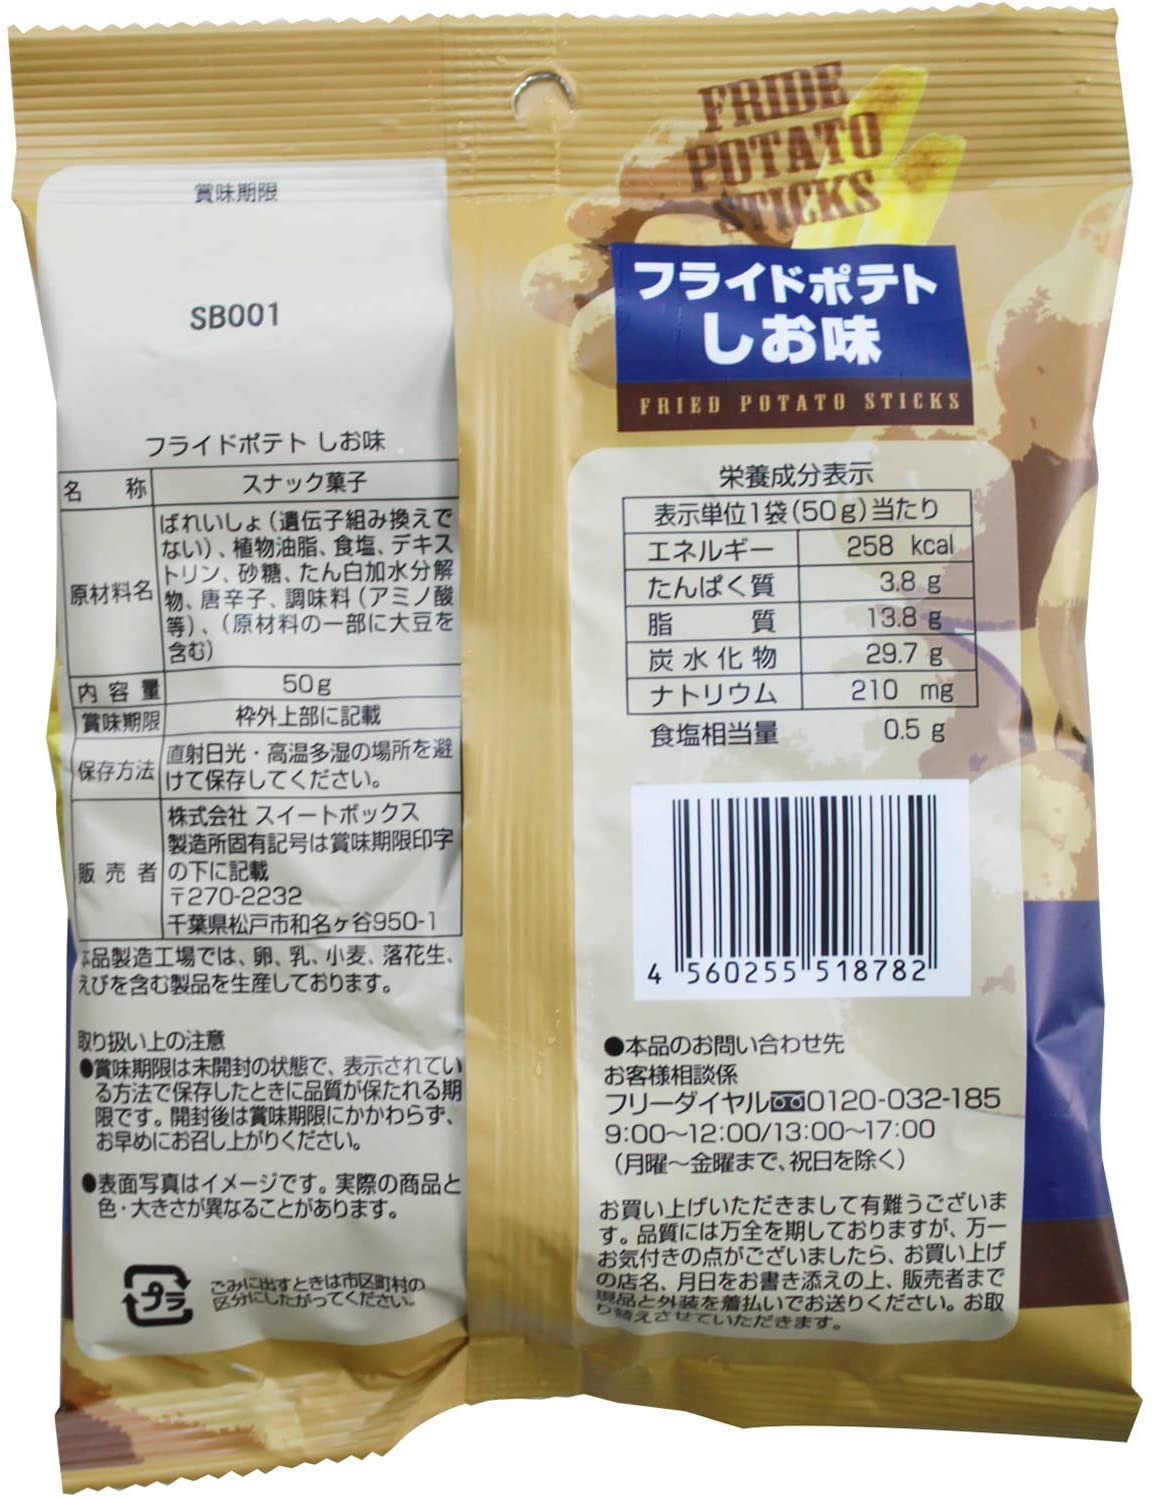 FRIDE
POTATO
STICKS
フライドポテト
しお味
FRIED POTATO STICKS
賞味期限
SB001
フライドポテト しお味
名称 スナック菓子
原材料名 ばれいしょ(遺伝子組み換えで
ない)、植物油脂、食塩、デキス
トリン、砂糖、たん白加水分解
物、唐辛子、調味料(アミノ酸
等)、(原材料の一部に大豆を
含む)
内容量 50g
賞味期限 枠外上部に記載
保存方法 直射日光・高温多湿の場所を避
けて保存してください。
販売者 株式会社 スイートボックス
製造所固有記号は賞味期限印字
の下に記載
〒270-2232
千葉県松戸市和名ヶ谷950-1
本品製造工場では、卵、乳、小麦、落花生、
えびを含む製品を生産しております。
取り扱い上の注意
●賞味期限は未開封の状態で、表示されてい
る方法で保存したときに品質が保たれる期
限です。開封後は賞味期限にかかわらず、
お早めにお召し上がりください。
●表面写真はイメージです。実際の商品と
色・大きさが異なることがあります。
プラ
ごみに出すときは市区町村の
区分にしたがってください。
栄養成分表示
表示単位1袋(50g)当たり
エネルギー 258 kcal
たんぱく質 3.8 g
脂質 13.8 g
炭水化物 29.7 g
ナトリウム 210 mg
食塩相当量 0.5 g
4 560255 518782
●本品のお問い合わせ先
お客様相談係
フリーダイヤル 0120-032-185
9:00〜12:00/13:00〜17:00
(月曜〜金曜まで、祝日を除く)
お買い上げいただきまして有難うございま
す。品質には万全を期しておりますが、万一
お気付きの点がございましたら、お買い上げ
の店名、月日をお書き添えの上、販売者まで
現品と外装を着払いでお送りください。お取
り替えさせていただきます。